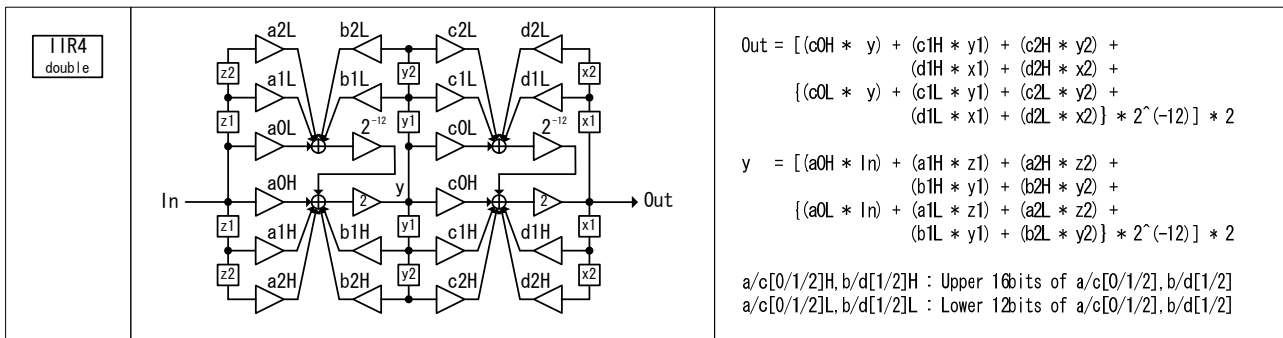 IIR4
double
a2L
b2L
c2L
d2L
z2
y2
x2
a1L
b1L
c1L
d1L
z1
y1
x1
a0L
2^-12
c0L
2^-12
a0H
y
c0H
In
2
2
Out
z1
y1
x1
a1H
b1H
c1H
d1H
z2
y2
x2
a2H
b2H
c2H
d2H
Out = [(c0H * y) + (c1H * y1) + (c2H * y2) +
(d1H * x1) + (d2H * x2) +
{(c0L * y) + (c1L * y1) + (c2L * y2) +
(d1L * x1) + (d2L * x2)} * 2^(-12)] * 2
y = [(a0H * In) + (a1H * z1) + (a2H * z2) +
(b1H * y1) + (b2H * y2) +
{(a0L * In) + (a1L * z1) + (a2L * z2) +
(b1L * y1) + (b2L * y2)} * 2^(-12)] * 2
a/c[0/1/2]H,b/d[1/2]H : Upper 16bits of a/c[0/1/2],b/d[1/2]
a/c[0/1/2]L,b/d[1/2]L : Lower 12bits of a/c[0/1/2],b/d[1/2]